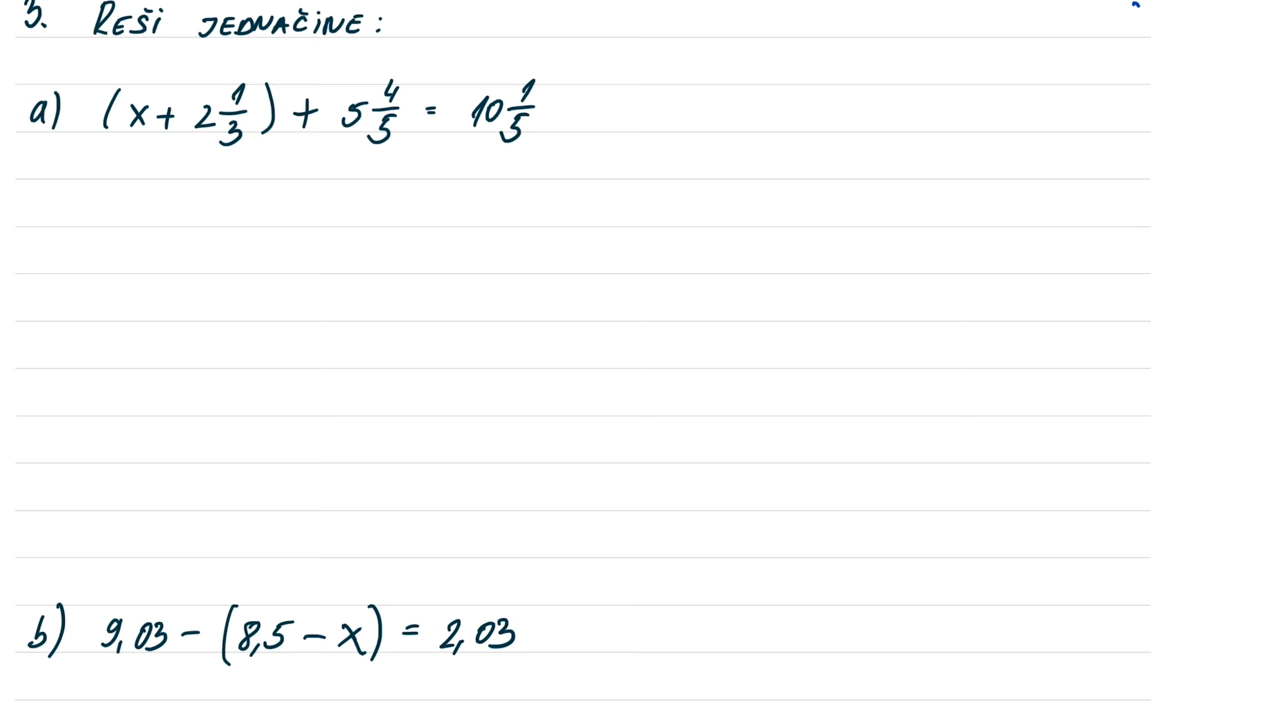 3. REŠI JEDNAČINE:
a) (x + 2 1/3) + 5 4/5 = 10 1/5
b) 9,03 - (8,5 - x) = 2,03